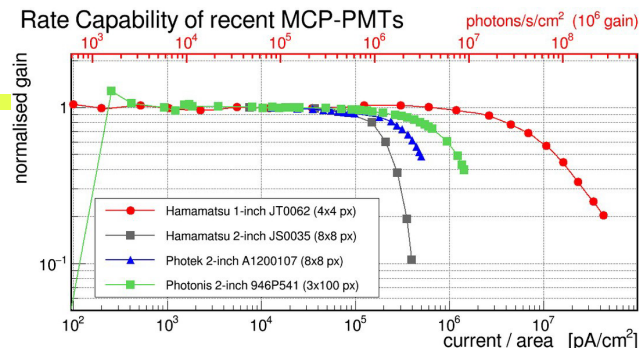 Rate Capability of recent MCP-PMTs
photons/s/cm² (10⁶ gain)
10³ 10⁴ 10⁵ 10⁶ 10⁷ 10⁸
normalised gain
1
10⁻¹
Hamamatsu 1-inch JT0062 (4x4 px)
Hamamatsu 2-inch JS0035 (8x8 px)
Photek 2-inch A1200107 (8x8 px)
Photonis 2-inch 946P541 (3x100 px)
10² 10³ 10⁴ 10⁵ 10⁶ 10⁷
current / area [pA/cm²]